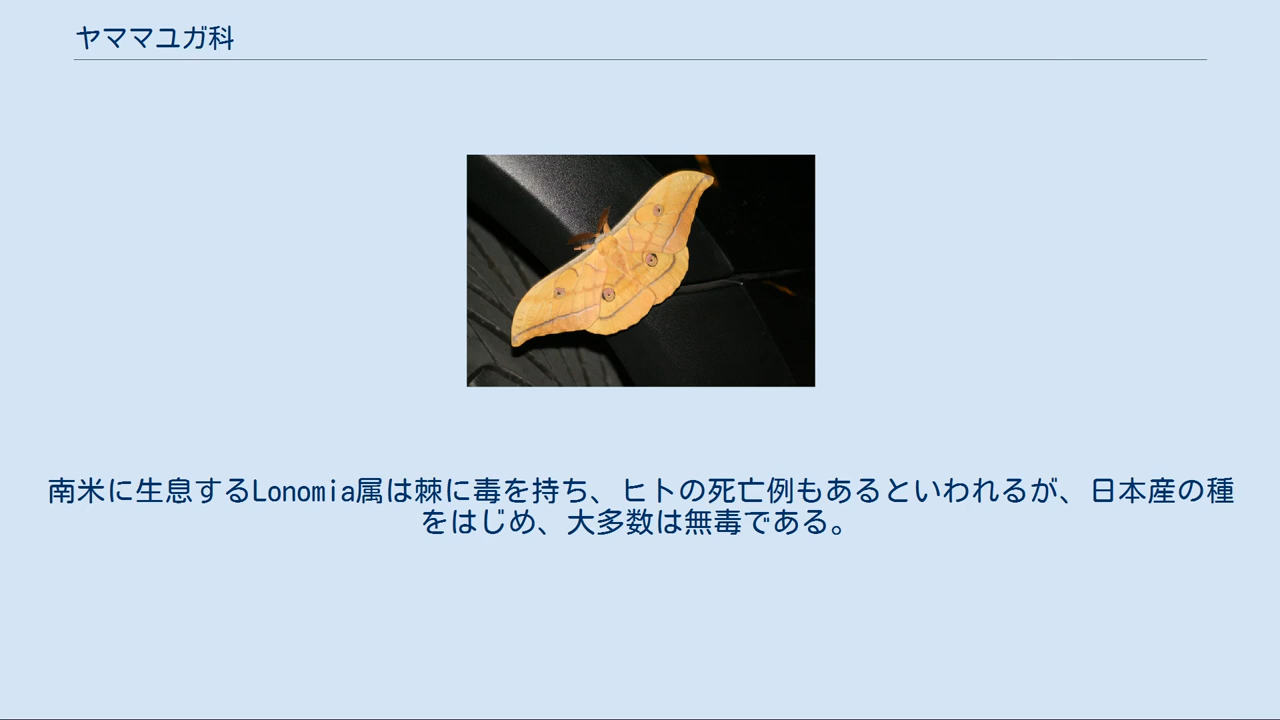 ヤママユガ科
南米に生息するLonomia属は棘に毒を持ち、ヒトの死亡例もあるといわれるが、日本産の種
をはじめ、大多数は無毒である。